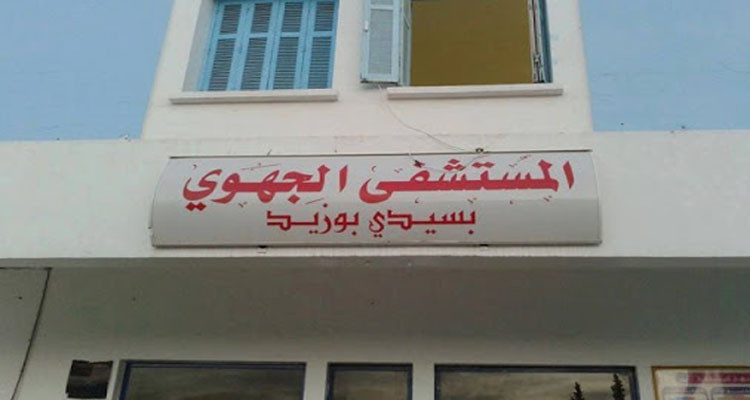 المستشفى الجهوي
بسيدي بوزيد